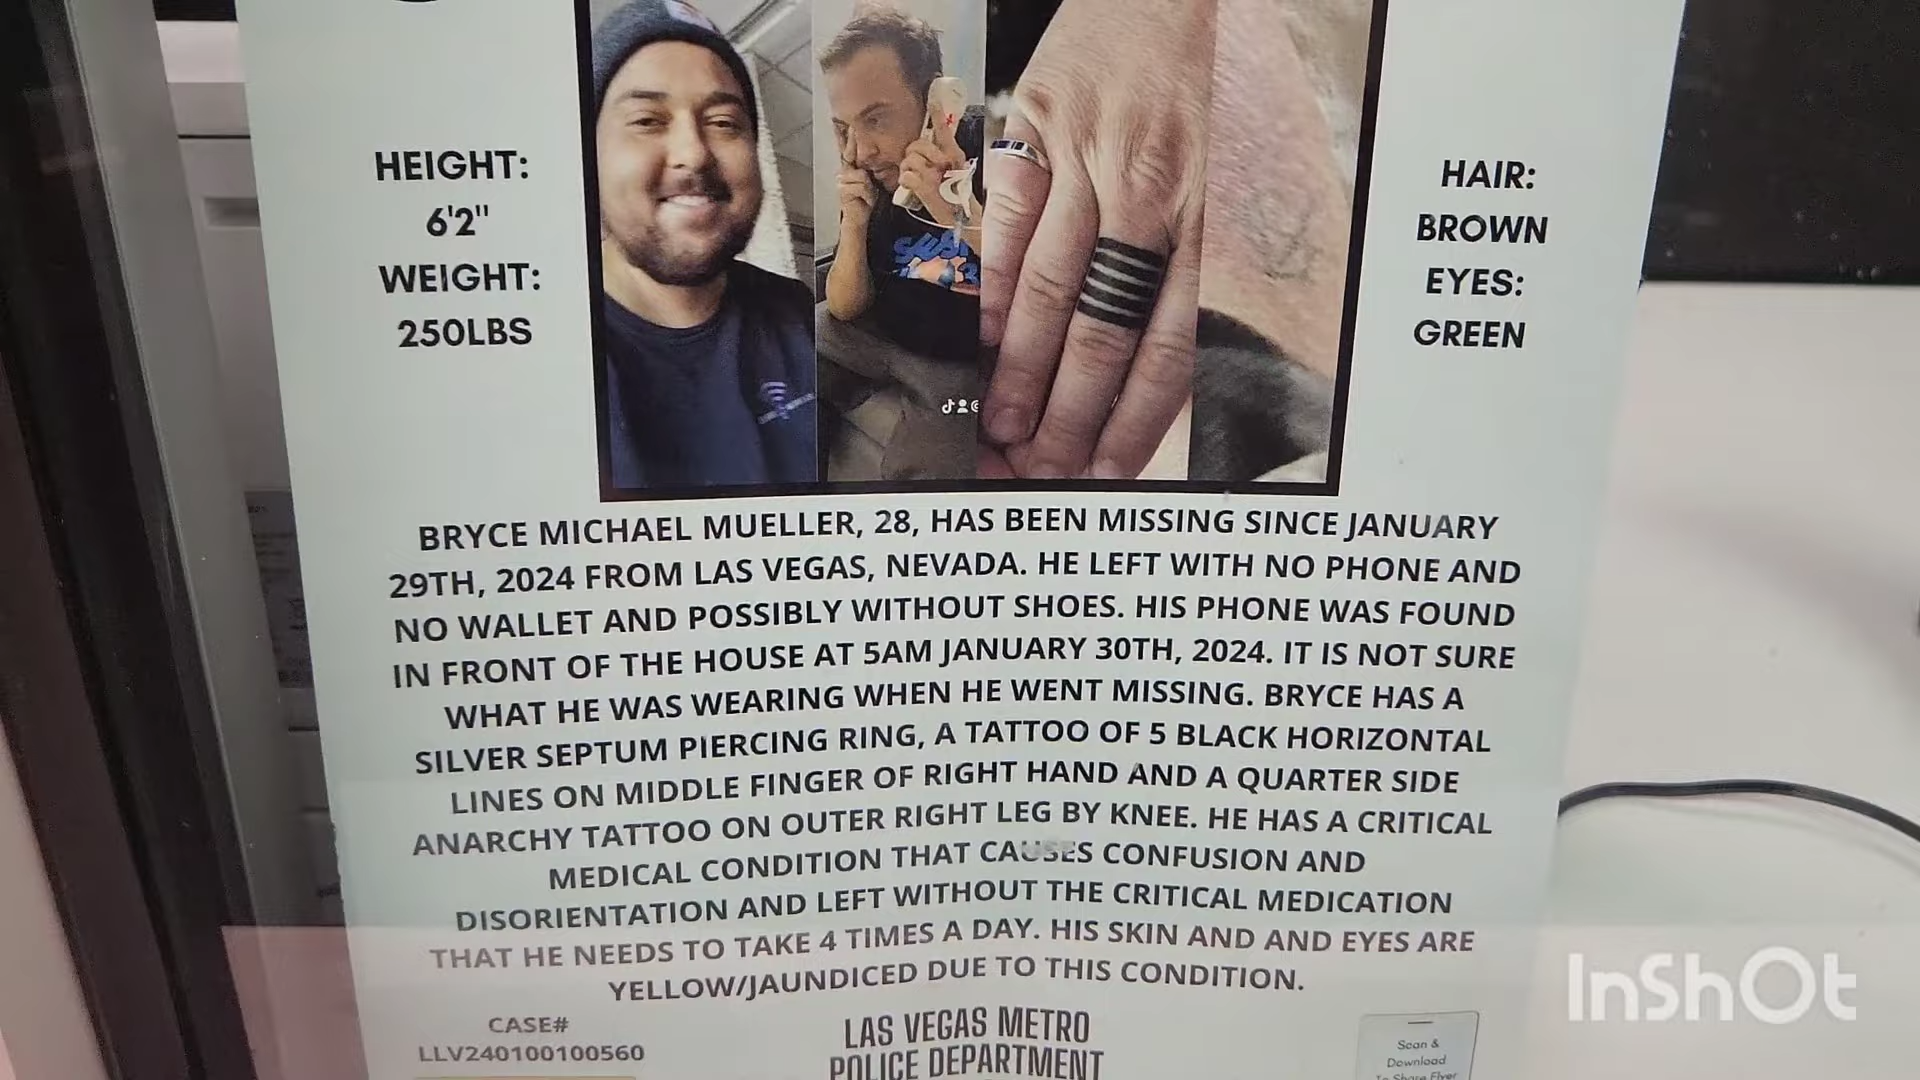 HEIGHT:
6'2"
WEIGHT:
250LBS
HAIR:
BROWN
EYES:
GREEN
BRYCE MICHAEL MUELLER, 28, HAS BEEN MISSING SINCE JANUARY
29TH, 2024 FROM LAS VEGAS, NEVADA. HE LEFT WITH NO PHONE AND
NO WALLET AND POSSIBLY WITHOUT SHOES. HIS PHONE WAS FOUND
IN FRONT OF THE HOUSE AT 5AM JANUARY 30TH, 2024. IT IS NOT SURE
WHAT HE WAS WEARING WHEN HE WENT MISSING. BRYCE HAS A
SILVER SEPTUM PIERCING RING, A TATTOO OF 5 BLACK HORIZONTAL
LINES ON MIDDLE FINGER OF RIGHT HAND AND A QUARTER SIDE
ANARCHY TATTOO ON OUTER RIGHT LEG BY KNEE. HE HAS A CRITICAL
MEDICAL CONDITION THAT CAUSES CONFUSION AND
DISORIENTATION AND LEFT WITHOUT THE CRITICAL MEDICATION
THAT HE NEEDS TO TAKE 4 TIMES A DAY. HIS SKIN AND AND EYES ARE
YELLOW/JAUNDICED DUE TO THIS CONDITION.
CASE#
LLV240100100560
LAS VEGAS METRO
POLICE DEPARTMENT
Scan &
Download
To Share Flyer
InShOt